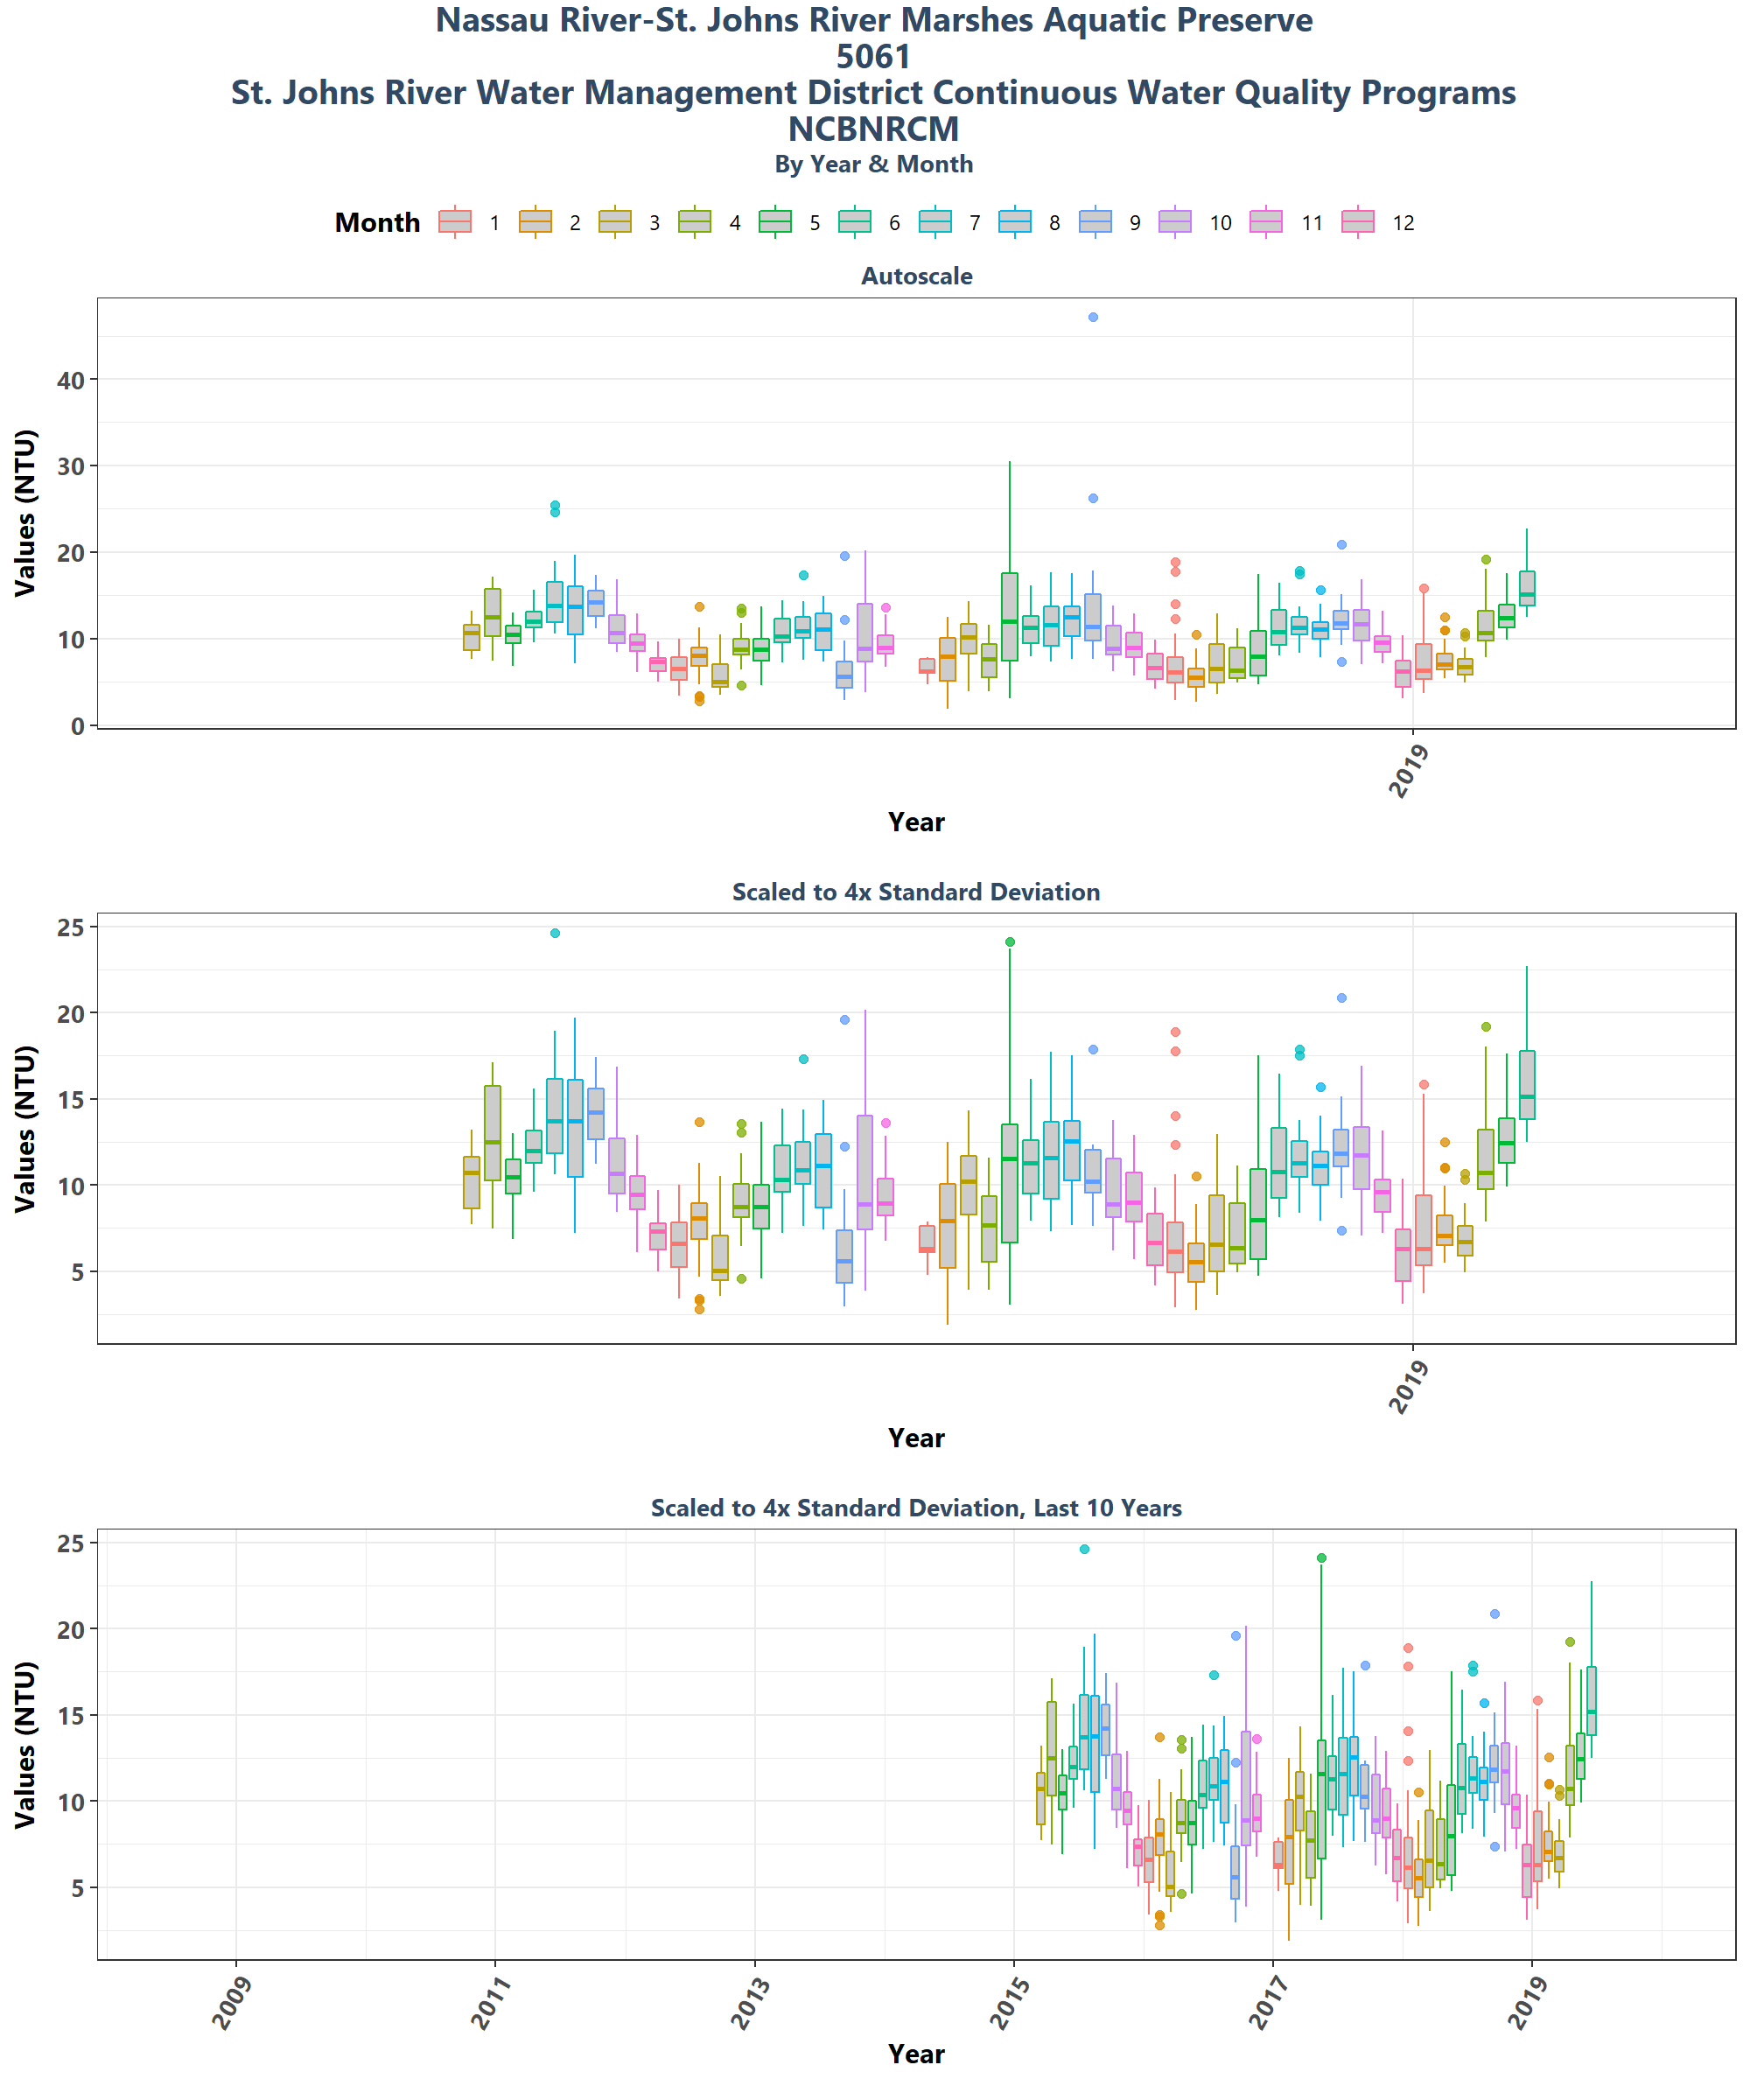 Nassau River-St. Johns River Marshes Aquatic Preserve
5061
St. Johns River Water Management District Continuous Water Quality Programs
NCBNRCM
By Year & Month
Month 1 2 3 4 5 6 7 8 9 10 11 12
Autoscale
Values (NTU)
40
30
20
10
0
2019
Year
Scaled to 4x Standard Deviation
Values (NTU)
25
20
15
10
5
2019
Year
Scaled to 4x Standard Deviation, Last 10 Years
Values (NTU)
25
20
15
10
5
2009 2011 2013 2015 2017 2019
Year